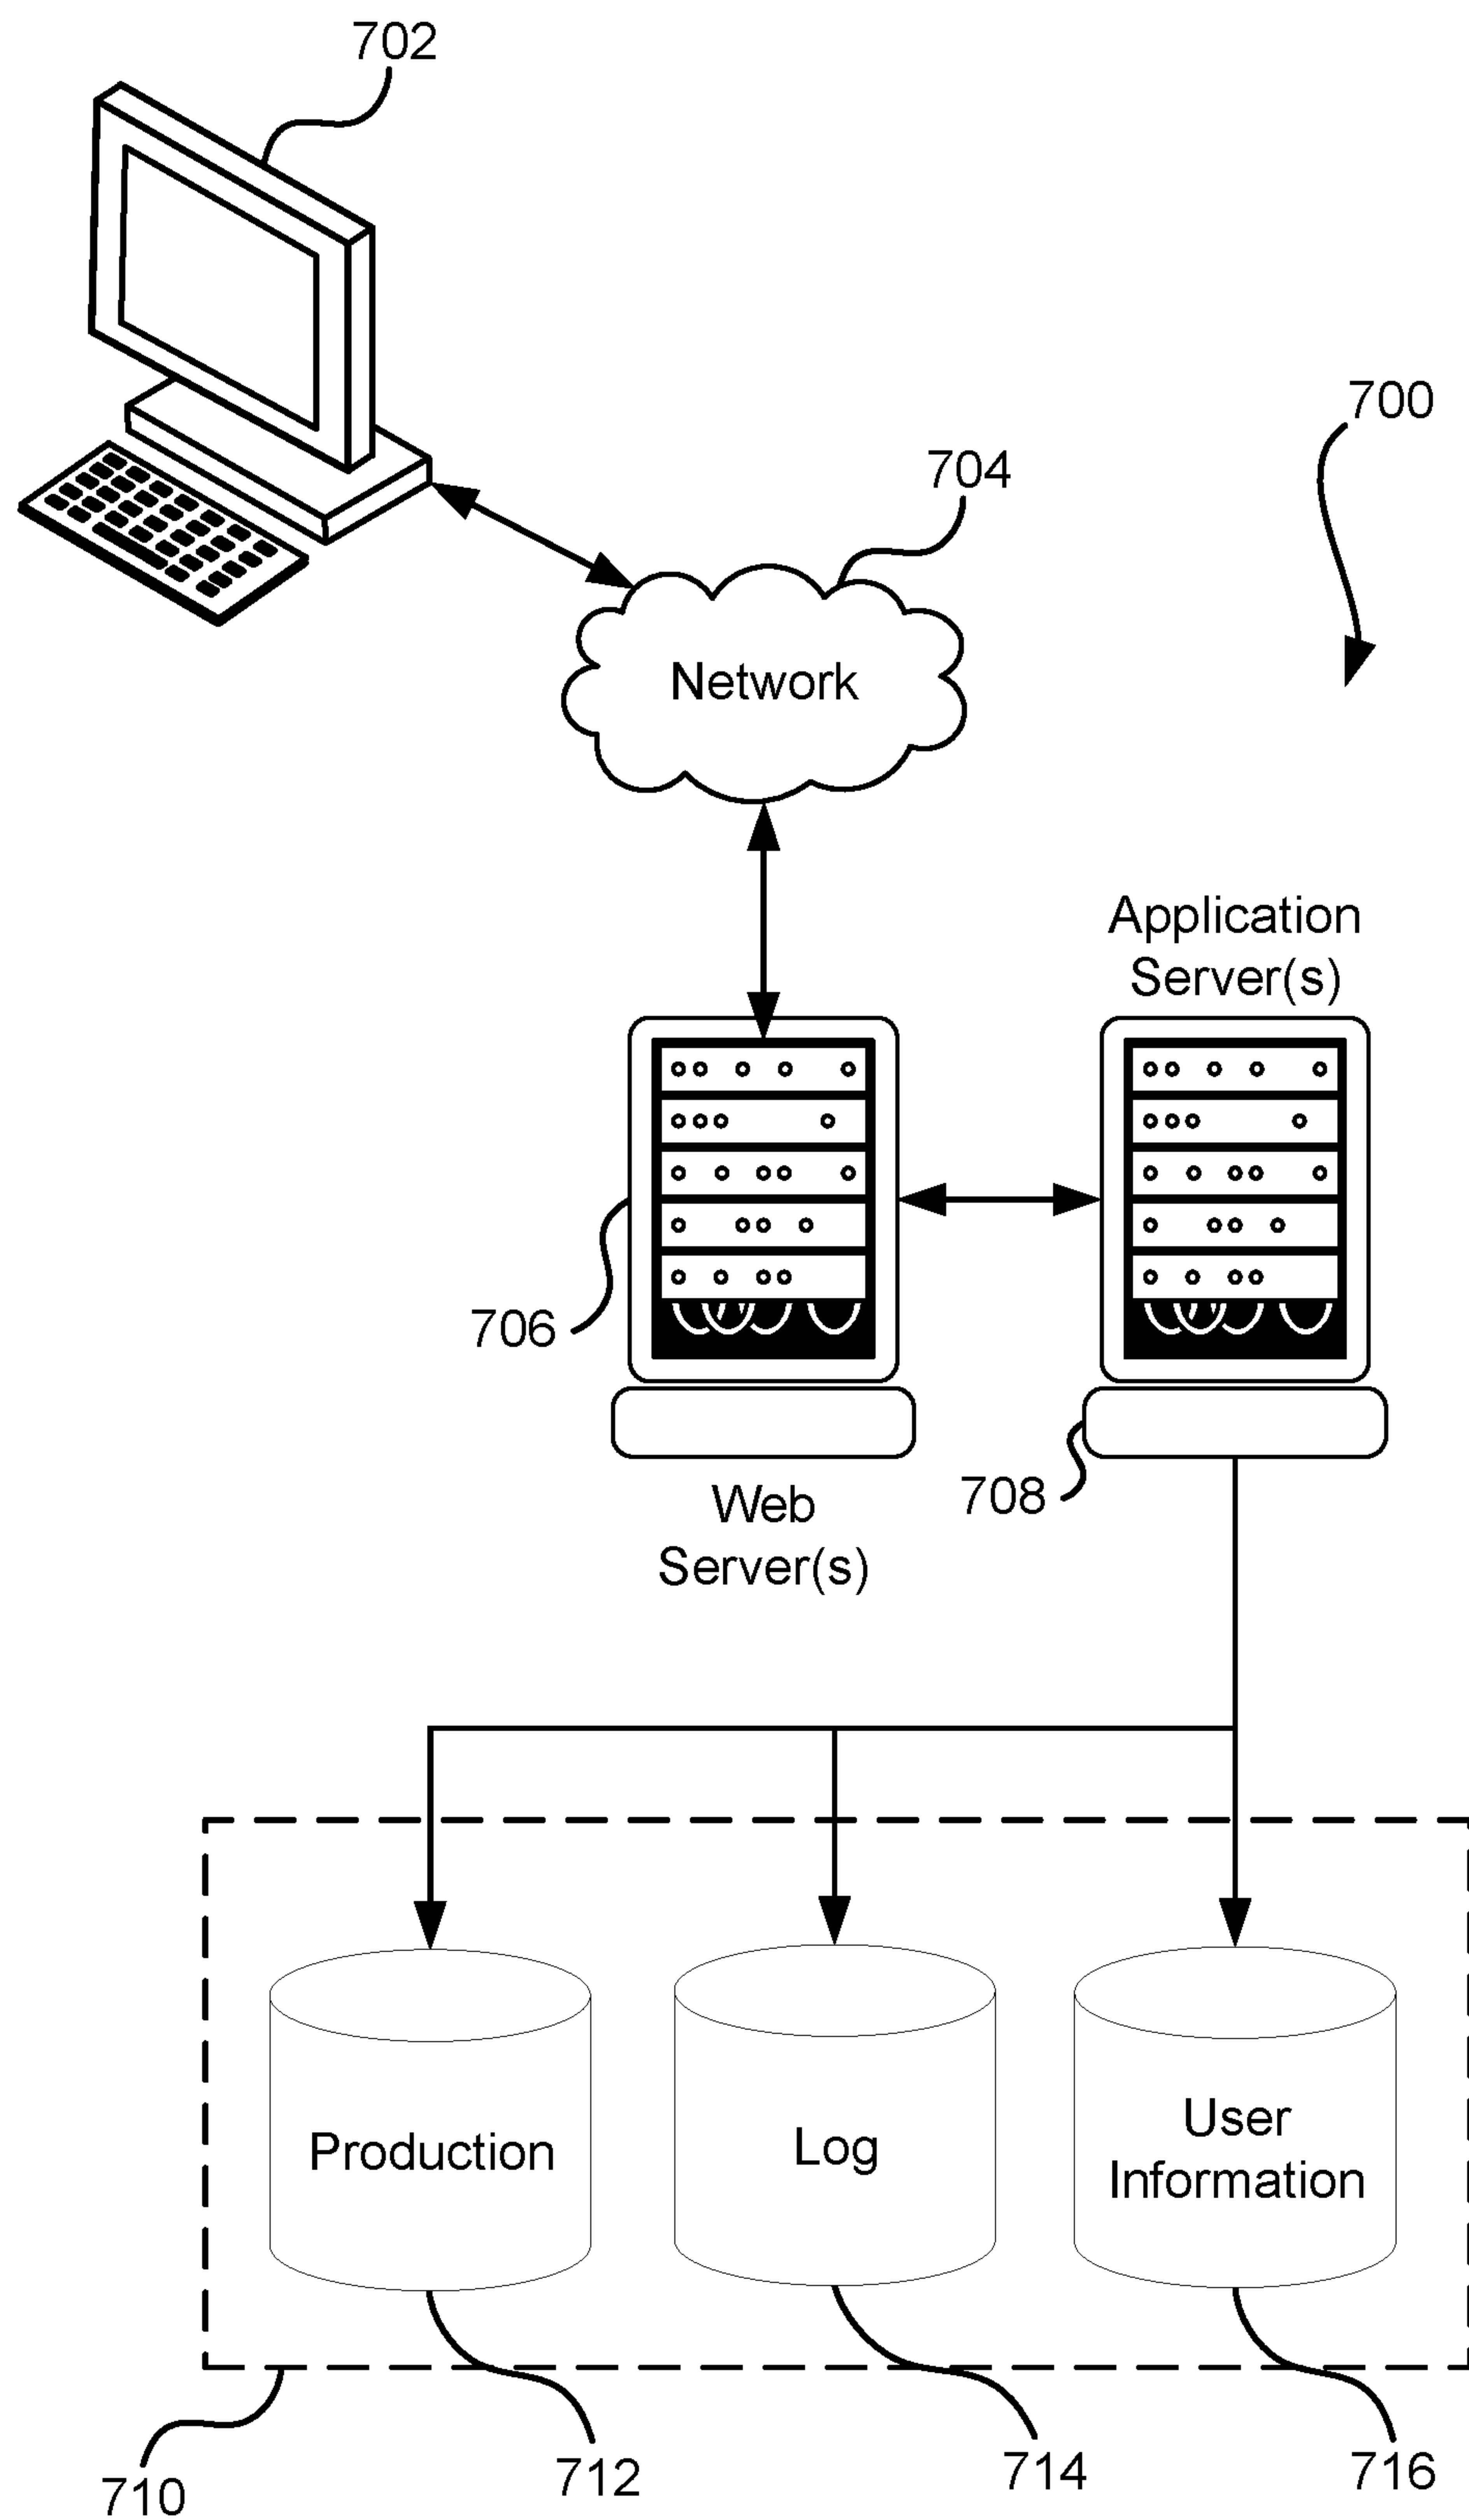 702
700
704
Network
Application
Server(s)
706
708
Web
Server(s)
Production
Log
User
Information
710
712
714
716